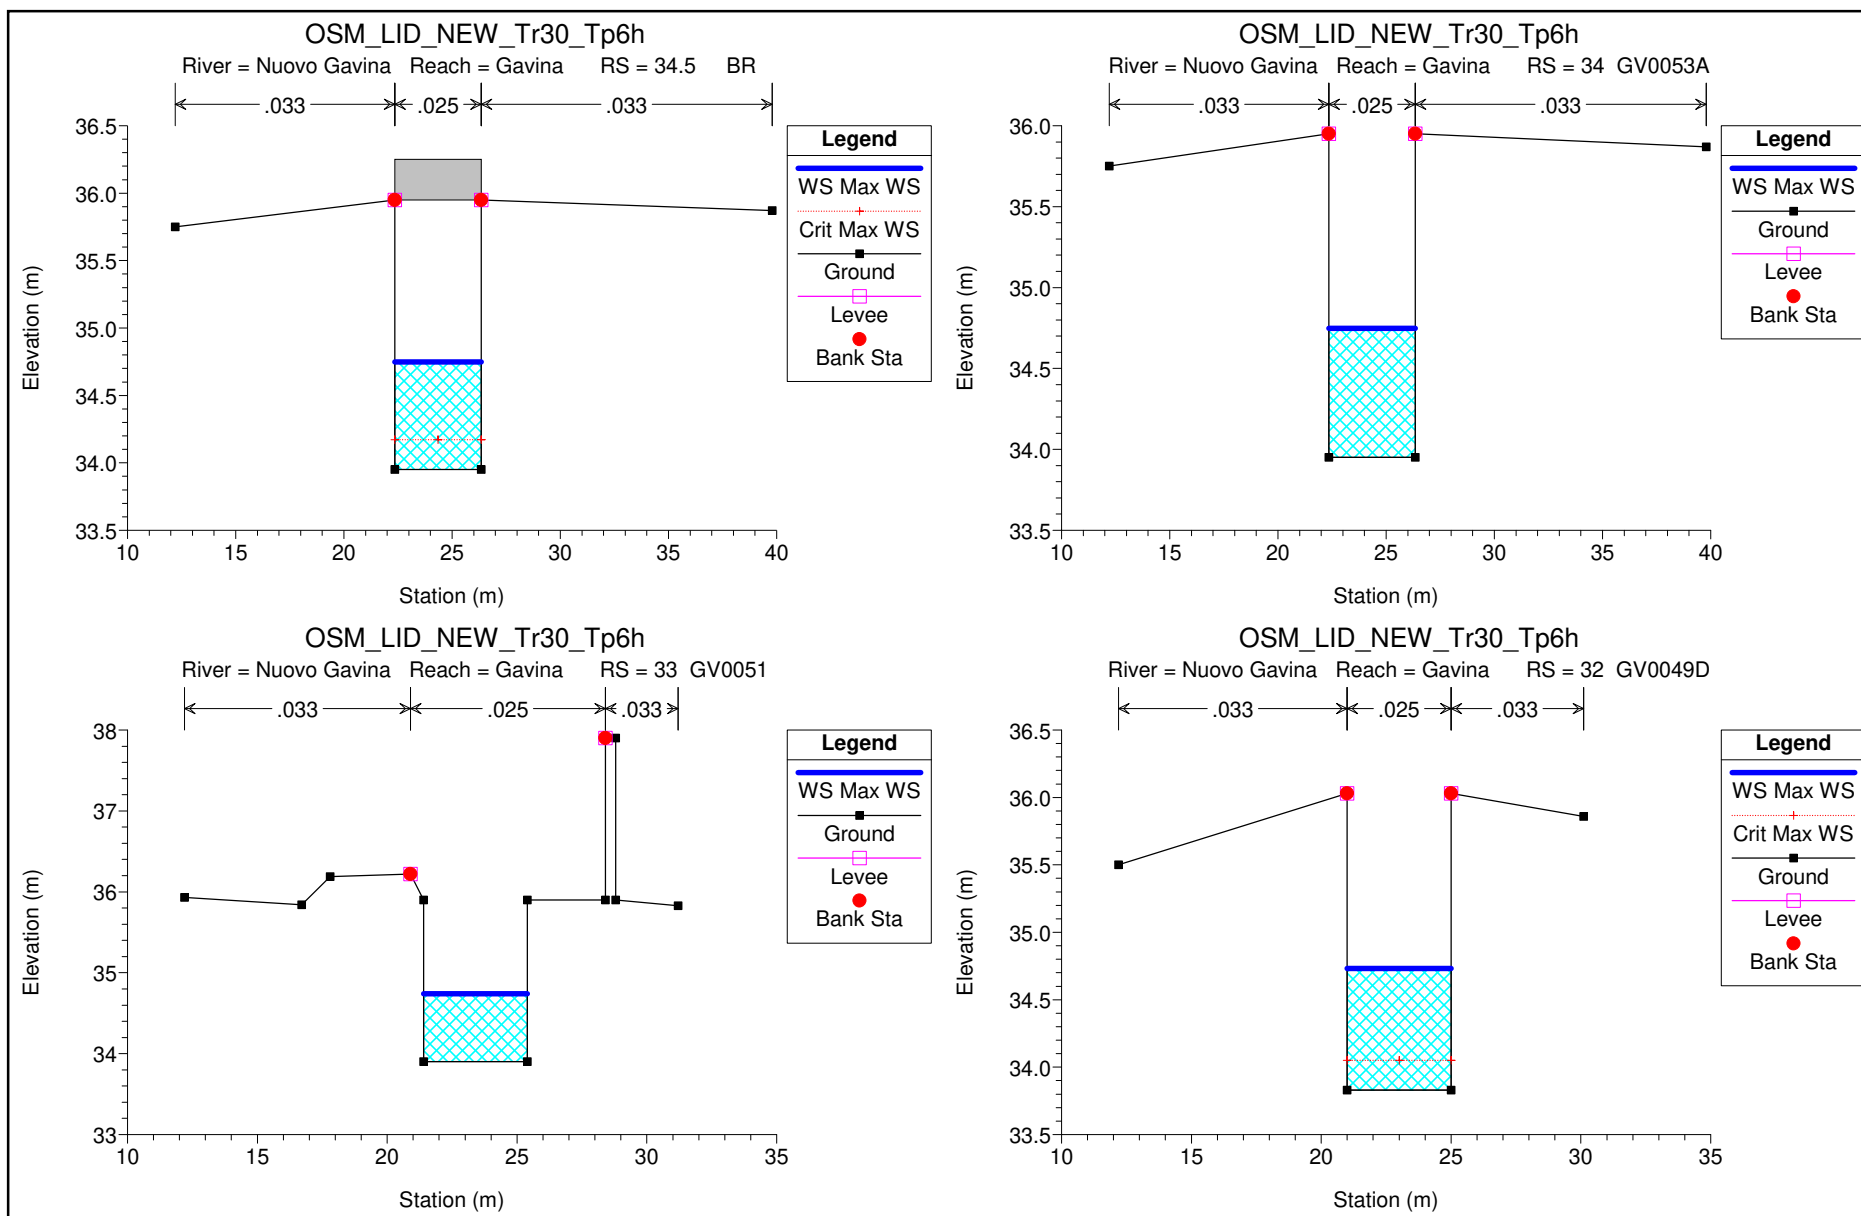 OSM_LID_NEW_Tr30_Tp6h
River = Nuovo Gavina Reach = Gavina RS = 34.5 BR
.033 .025 .033
36.5
36.0
35.5
35.0
34.5
34.0
33.5
10 15 20 25 30 35 40
Station (m)
Elevation (m)
Legend
WS Max WS
Crit Max WS
Ground
Levee
Bank Sta
OSM_LID_NEW_Tr30_Tp6h
River = Nuovo Gavina Reach = Gavina RS = 34 GV0053A
.033 .025 .033
36.0
35.5
35.0
34.5
34.0
33.5
10 15 20 25 30 35 40
Station (m)
Elevation (m)
Legend
WS Max WS
Ground
Levee
Bank Sta
OSM_LID_NEW_Tr30_Tp6h
River = Nuovo Gavina Reach = Gavina RS = 33 GV0051
.033 .025 .033
38
37
36
35
34
33
10 15 20 25 30 35
Station (m)
Elevation (m)
Legend
WS Max WS
Ground
Levee
Bank Sta
OSM_LID_NEW_Tr30_Tp6h
River = Nuovo Gavina Reach = Gavina RS = 32 GV0049D
.033 .025 .033
36.5
36.0
35.5
35.0
34.5
34.0
33.5
10 15 20 25 30 35
Station (m)
Elevation (m)
Legend
WS Max WS
Crit Max WS
Ground
Levee
Bank Sta